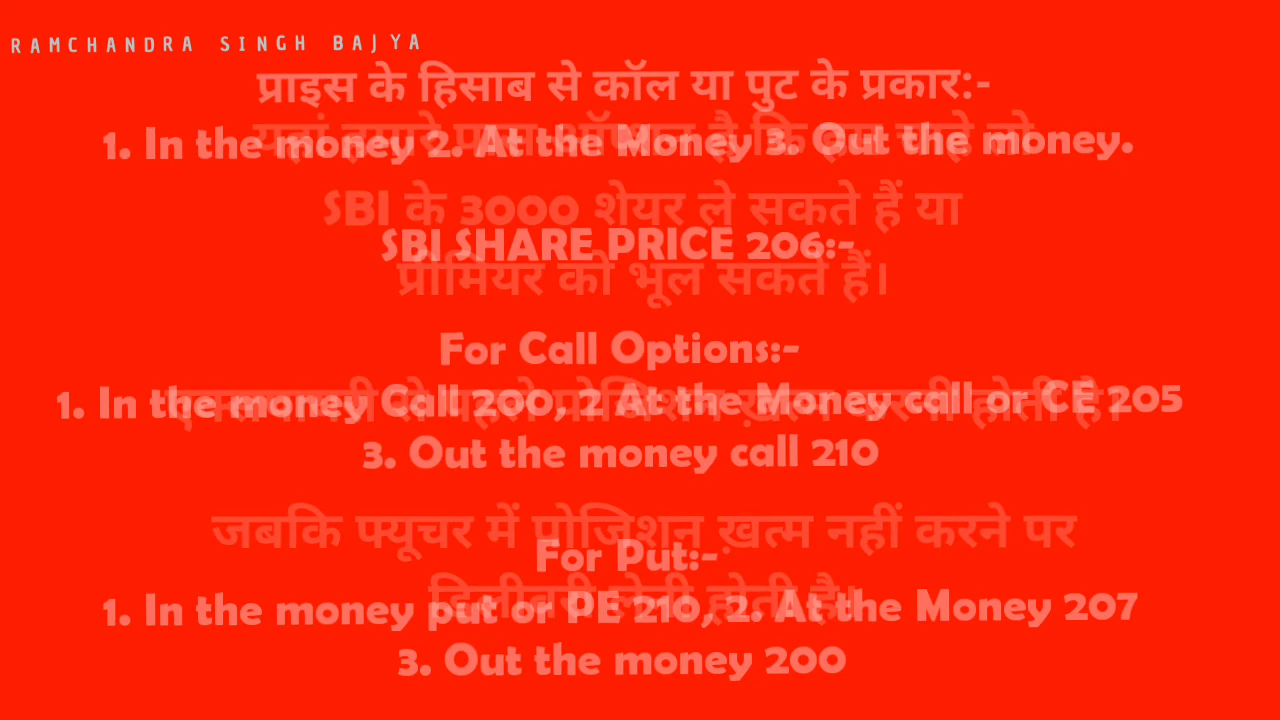 RAMCHANDRA SINGH BAJYA
प्राइस के हिसाब से कॉल या पुट के प्रकार:-
1. In the money 2. At the Money 3. Out the money.
SBI के 3000 शेयर ले सकते हैं या
SBI SHARE PRICE 206:-
प्रीमियर को भूल सकते हैं।
For Call Options:-
1. In the money Call 200, 2 At the Money call or CE 205
3. Out the money call 210
जबकि फ्यूचर में पोजिशन ख़त्म नहीं करने पर
For Put:-
डिलीवरी लेनी होती है।
1. In the money put or PE 210, 2. At the Money 207
3. Out the money 200